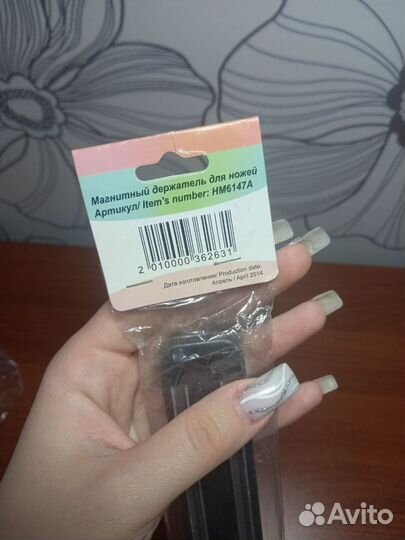 Магнитный держатель для ножей
Артикул/ Item's number: HM6147A
2 010000 362631
Дата изготовления/ Production date:
Апрель / April 2014
Avito